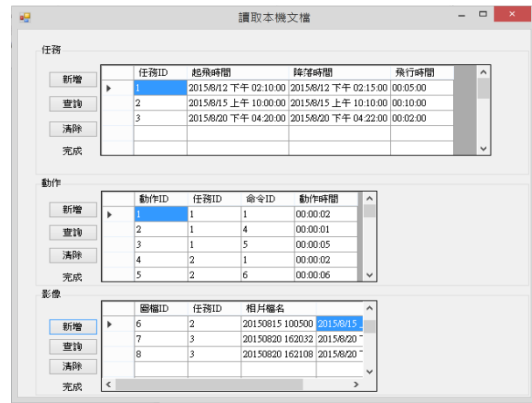 讀取本機文檔
任務
新增
查詢
清除
完成
任務ID 起飛時間 降落時間 飛行時間
1 2015/8/12 下午 02:10:00 2015/8/12 下午 02:15:00 00:05:00
2 2015/8/15 上午 10:00:00 2015/8/15 上午 10:10:00 00:10:00
3 2015/8/20 下午 04:20:00 2015/8/20 下午 04:22:00 00:02:00
動作
新增
查詢
清除
完成
動作ID 任務ID 命令ID 動作時間
1 1 1 00:00:02
2 1 4 00:00:01
3 1 5 00:00:05
4 2 1 00:00:02
5 2 6 00:00:06
影像
新增
查詢
清除
完成
圖檔ID 任務ID 相片檔名
6 2 20150815 100500 2015/8/15
7 3 20150820 162032 2015/8/20
8 3 20150820 162108 2015/8/20